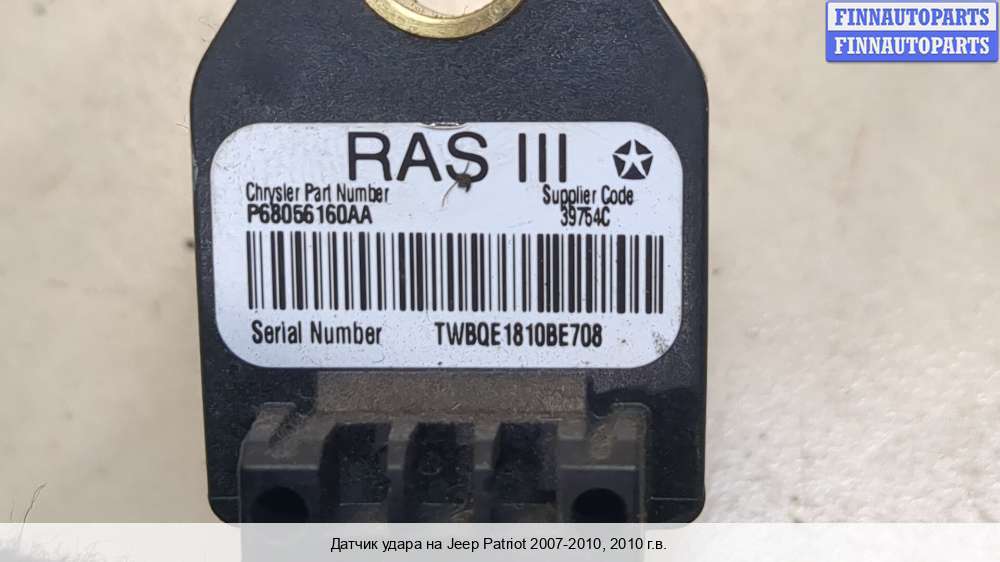 FINNAUTOPARTS
FINNAUTOPARTS
RAS III
Chrysler Part Number
Supplier Code
P68056160AA
39754C
Serial Number TWBQE1810BE708
Датчик удара на Jeep Patriot 2007-2010, 2010 г.в.